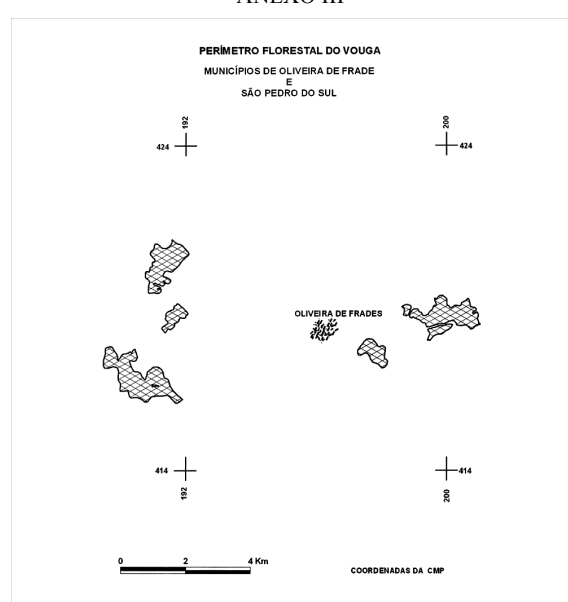 ANEXO III
PERÍMETRO FLORESTAL DO VOUGA
MUNICÍPIOS DE OLIVEIRA DE FRADE
E
SÃO PEDRO DO SUL
192
200
424
424
OLIVEIRA DE FRADES
414
414
192
200
0 2 4 Km
COORDENADAS DA CMP